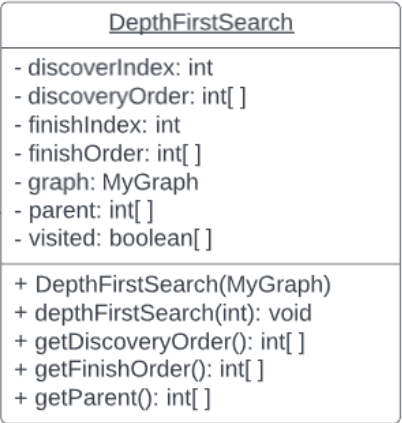 DepthFirstSearch
- discoverIndex: int
- discoveryOrder: int[ ]
- finishIndex: int
- finishOrder: int[ ]
- graph: MyGraph
- parent: int[ ]
- visited: boolean[ ]
+ DepthFirstSearch(MyGraph)
+ depthFirstSearch(int): void
+ getDiscoveryOrder(): int[ ]
+ getFinishOrder(): int[ ]
+ getParent(): int[ ]